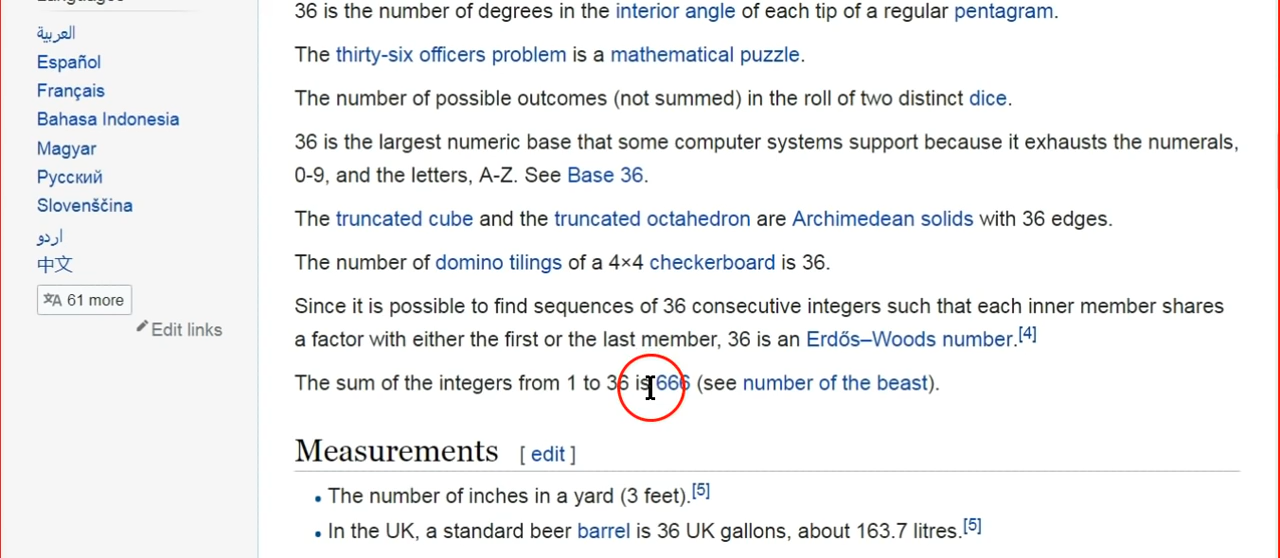 العربية
Español
Français
Bahasa Indonesia
Magyar
Русский
Slovenščina
اردو
中文
61 more
Edit links
36 is the number of degrees in the interior angle of each tip of a regular pentagram.
The thirty-six officers problem is a mathematical puzzle.
The number of possible outcomes (not summed) in the roll of two distinct dice.
36 is the largest numeric base that some computer systems support because it exhausts the numerals,
0-9, and the letters, A-Z. See Base 36.
The truncated cube and the truncated octahedron are Archimedean solids with 36 edges.
The number of domino tilings of a 4×4 checkerboard is 36.
Since it is possible to find sequences of 36 consecutive integers such that each inner member shares
a factor with either the first or the last member, 36 is an Erdős–Woods number.[4]
The sum of the integers from 1 to 36 is 666 (see number of the beast).
Measurements [ edit ]
• The number of inches in a yard (3 feet).[5]
• In the UK, a standard beer barrel is 36 UK gallons, about 163.7 litres.[5]